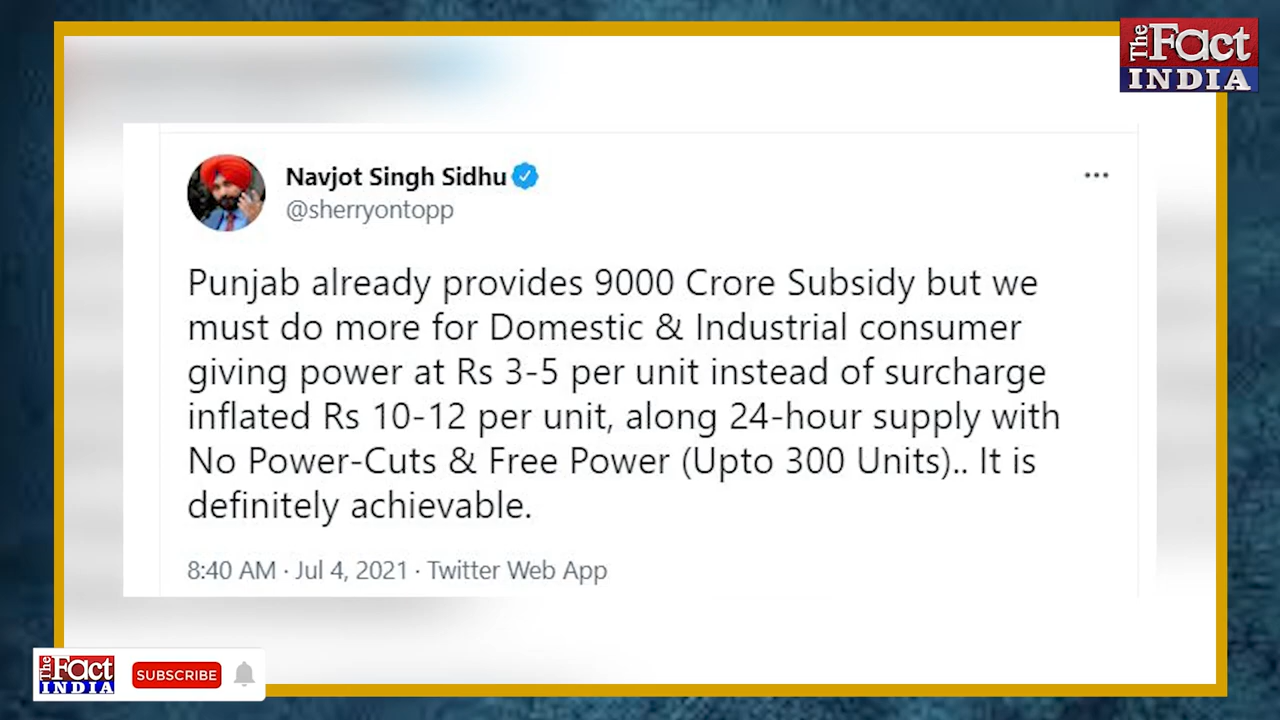 The Fact
INDIA
Navjot Singh Sidhu
@sherryontopp
Punjab already provides 9000 Crore Subsidy but we
must do more for Domestic & Industrial consumer
giving power at Rs 3-5 per unit instead of surcharge
inflated Rs 10-12 per unit, along 24-hour supply with
No Power-Cuts & Free Power (Upto 300 Units).. It is
definitely achievable.
8:40 AM · Jul 4, 2021 · Twitter Web App
The Fact
INDIA
SUBSCRIBE